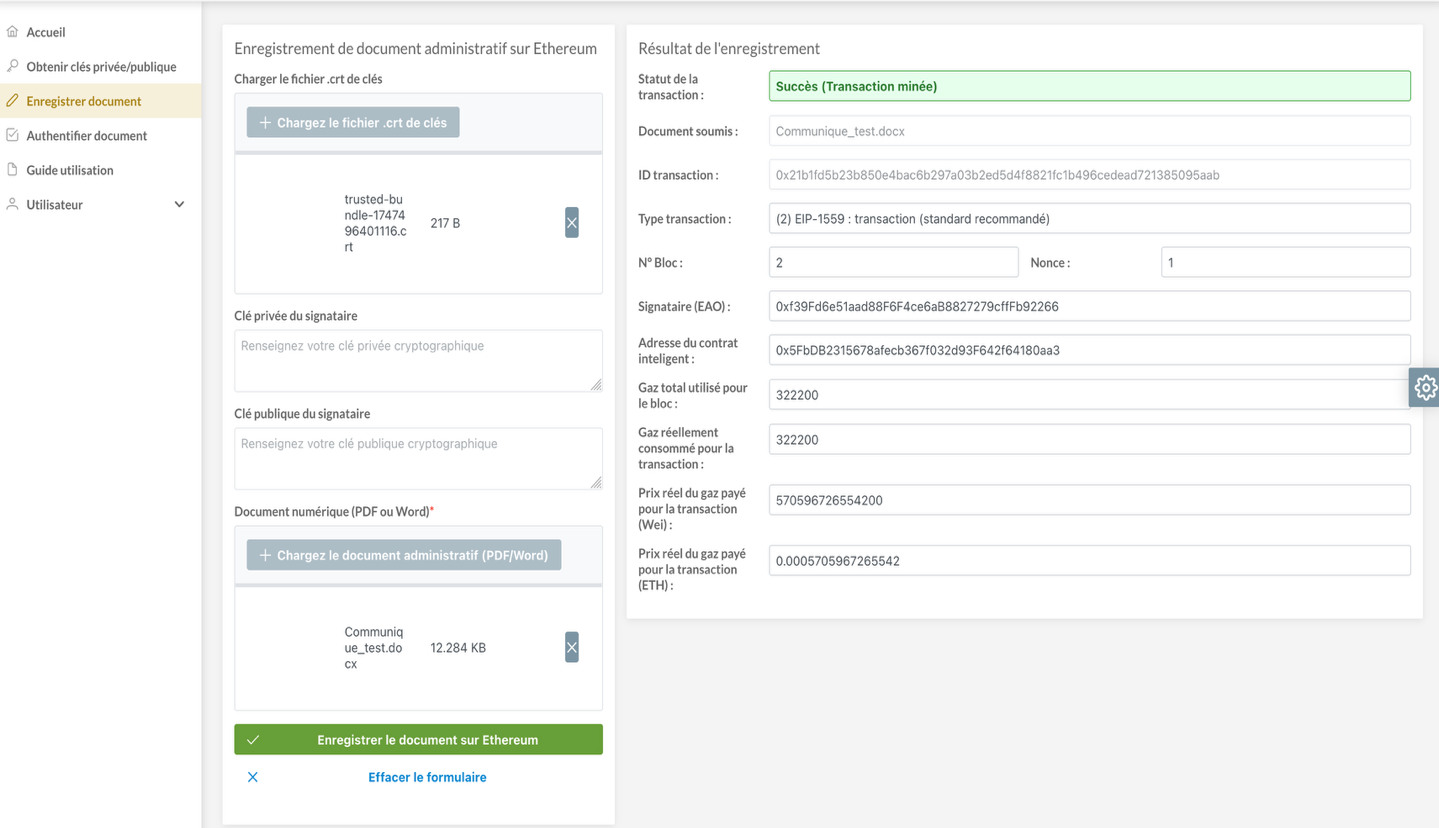 Accueil
Obtenir clés privée/publique
Enregistrer document
Authentifier document
Guide utilisation
Utilisateur
Enregistrement de document administratif sur Ethereum
Charger le fichier .crt de clés
Chargez le fichier .crt de clés
trusted-bu
ndle-17474
96401116.c
rt
217 B
Clé privée du signataire
Renseignez votre clé privée cryptographique
Clé publique du signataire
Renseignez votre clé publique cryptographique
Document numérique (PDF ou Word)*
Chargez le document administratif (PDF/Word)
Communiq
ue_test.do
cx
12.284 KB
Enregistrer le document sur Ethereum
Effacer le formulaire
Résultat de l'enregistrement
Statut de la
transaction :
Succès (Transaction minée)
Document soumis :
Communique_test.docx
ID transaction :
0x21b1fd5b23b850e4bac6b297a03b2ed5d4f8821fc1b496cedead721385095aab
Type transaction :
(2) EIP-1559 : transaction (standard recommandé)
N° Bloc :
2
Nonce :
1
Signataire (EAO) :
0xf39Fd6e51aad88F6F4ce6aB8827279cffFb92266
Adresse du contrat
inteligent :
0x5FbDB2315678afecb367f032d93F642f64180aa3
Gaz total utilisé pour
le bloc :
322200
Gaz réellement
consommé pour la
transaction :
322200
Prix réel du gaz payé
pour la transaction
(Wei) :
570596726554200
Prix réel du gaz payé
pour la transaction
(ETH) :
0.0005705967265542